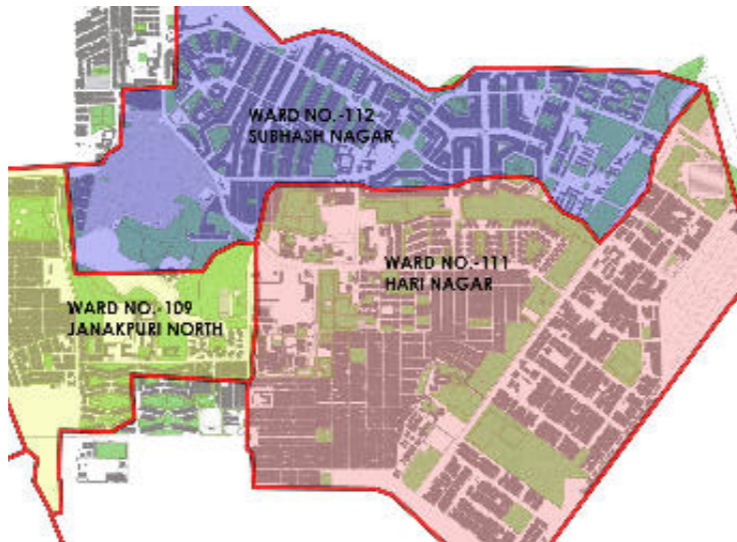 WARD NO.-112
SUBHASH NAGAR
WARD NO.-111
HARI NAGAR
WARD NO.-109
JANAKPURI NORTH